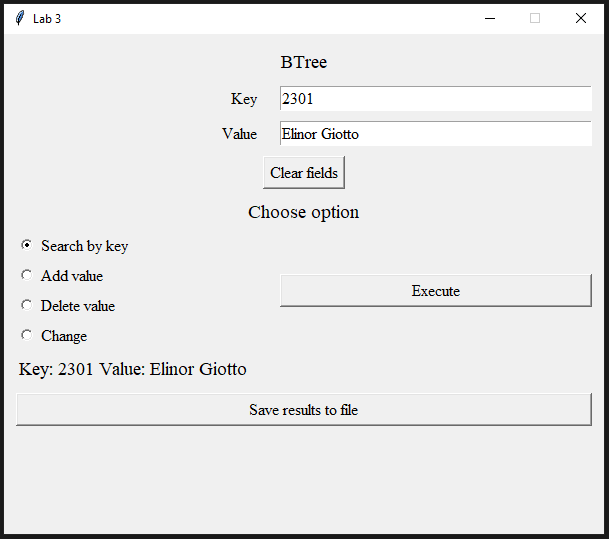 Lab 3
BTree
Key 2301
Value Elinor Giotto
Clear fields
Choose option
Search by key
Add value
Execute
Delete value
Change
Key: 2301 Value: Elinor Giotto
Save results to file